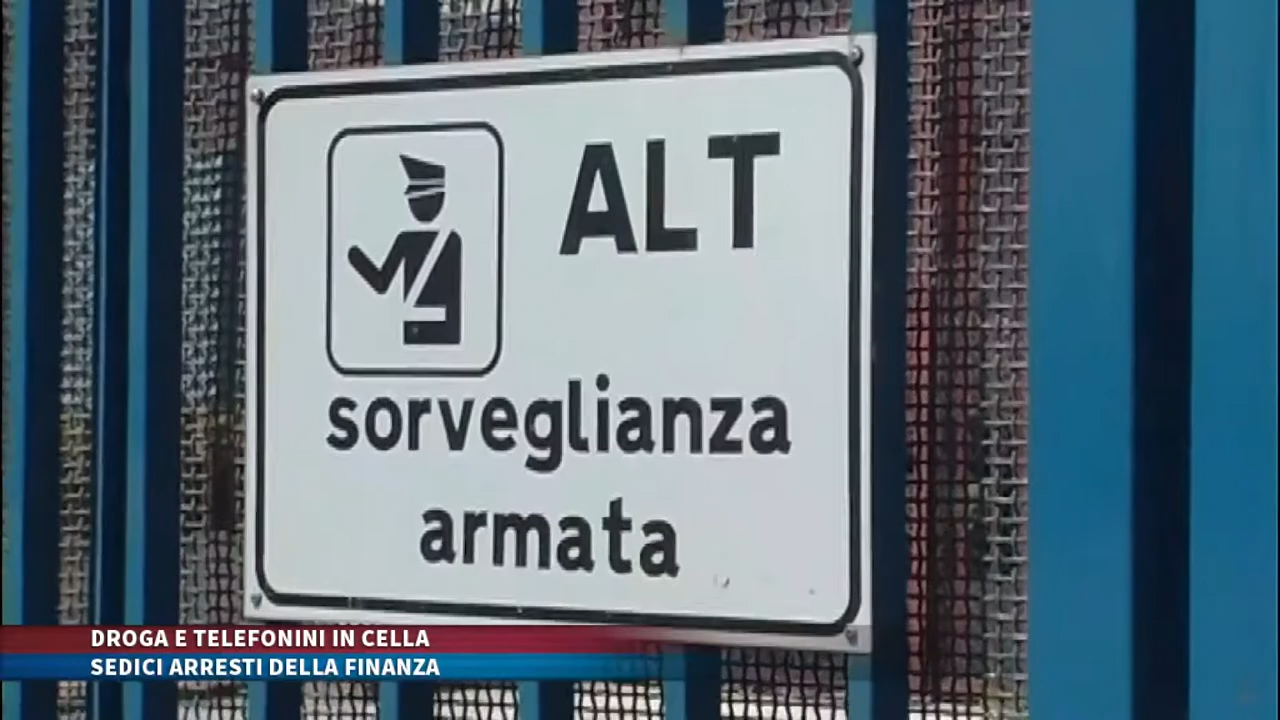 ALT
sorveglianza
armata
DROGA E TELEFONINI IN CELLA
SEDICI ARRESTI DELLA FINANZA